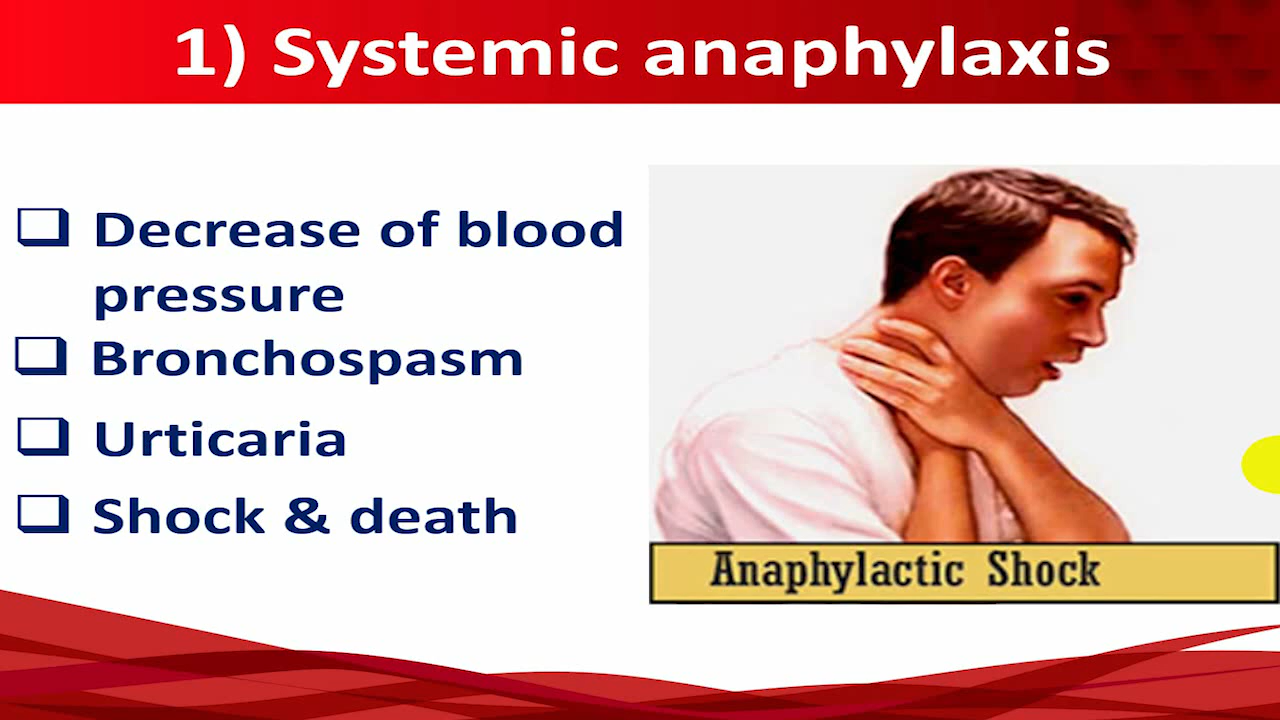 1) Systemic anaphylaxis
❑ Decrease of blood
pressure
❑ Bronchospasm
❑ Urticaria
❑ Shock & death
Anaphylactic Shock